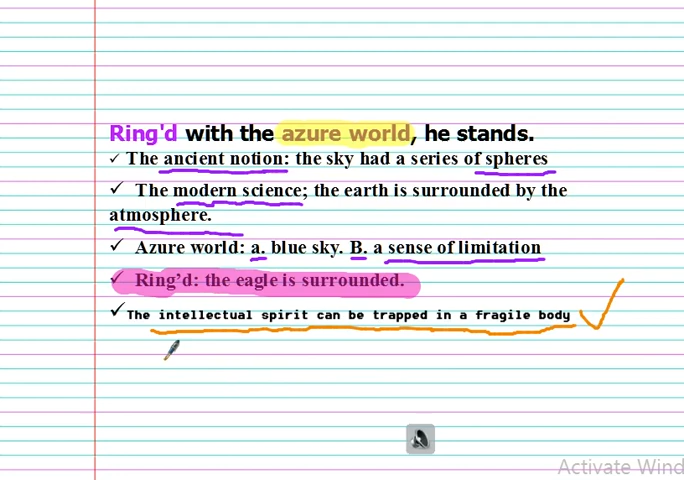 Ring'd with the azure world, he stands.
✓ The ancient notion: the sky had a series of spheres
✓ The modern science; the earth is surrounded by the
atmosphere.
✓ Azure world: a. blue sky. B. a sense of limitation
✓ Ring’d: the eagle is surrounded.
✓ The intellectual spirit can be trapped in a fragile body
Activate Wind